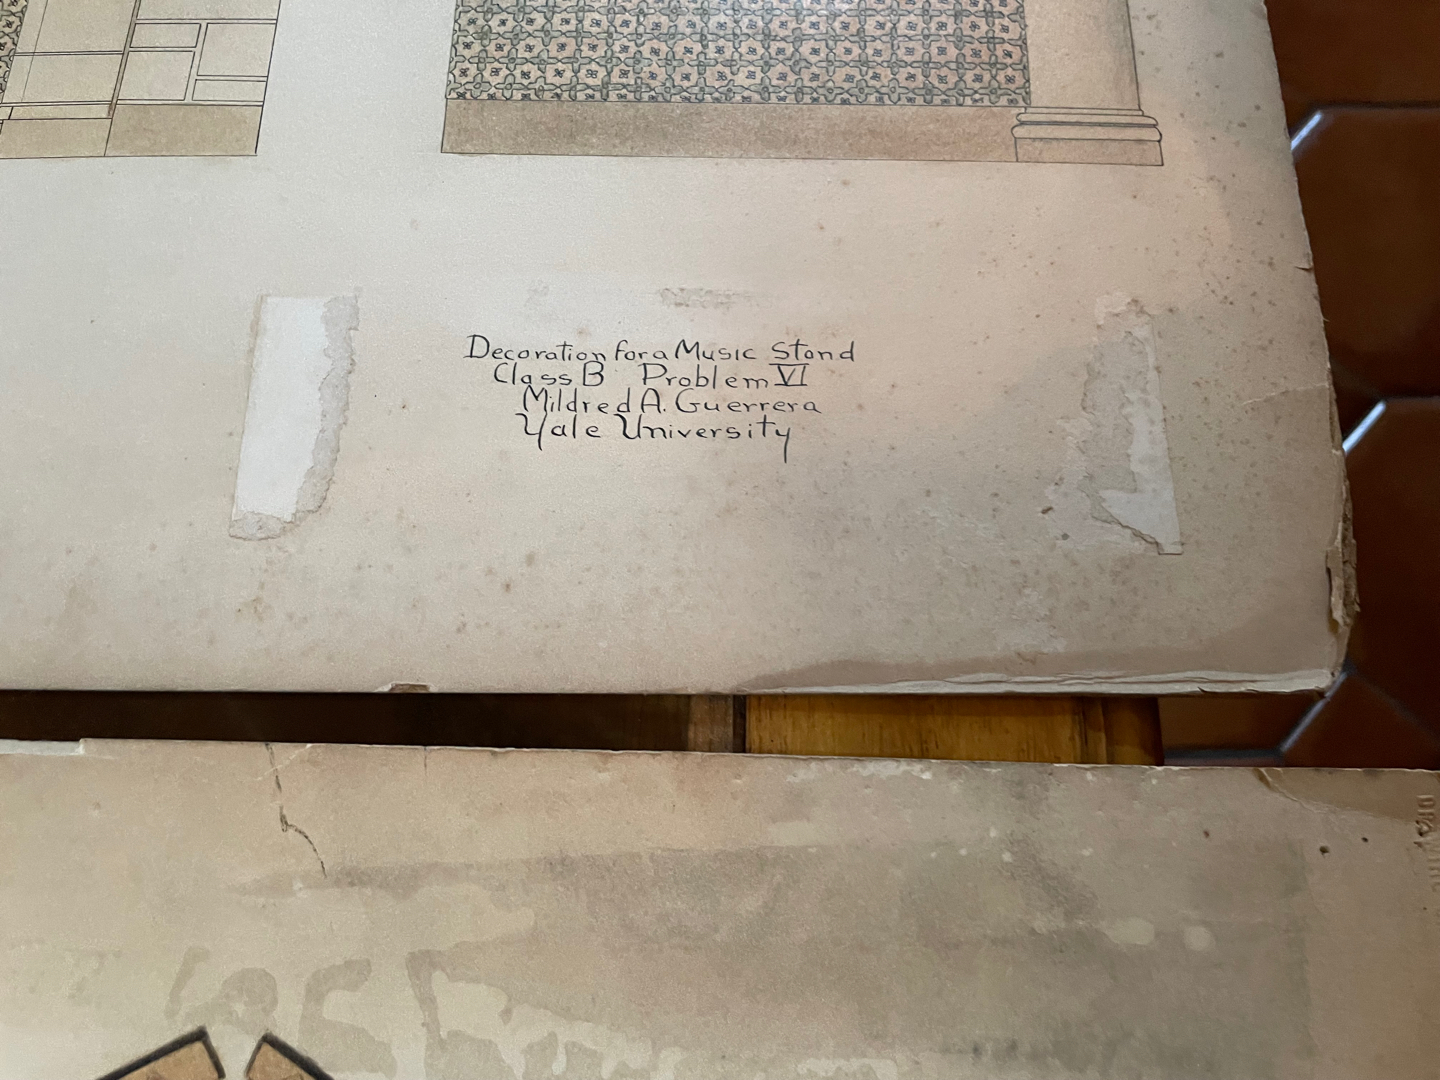 Decoration for a Music Stand
Class B Problem VI
Mildred A. Guerrera
Yale University